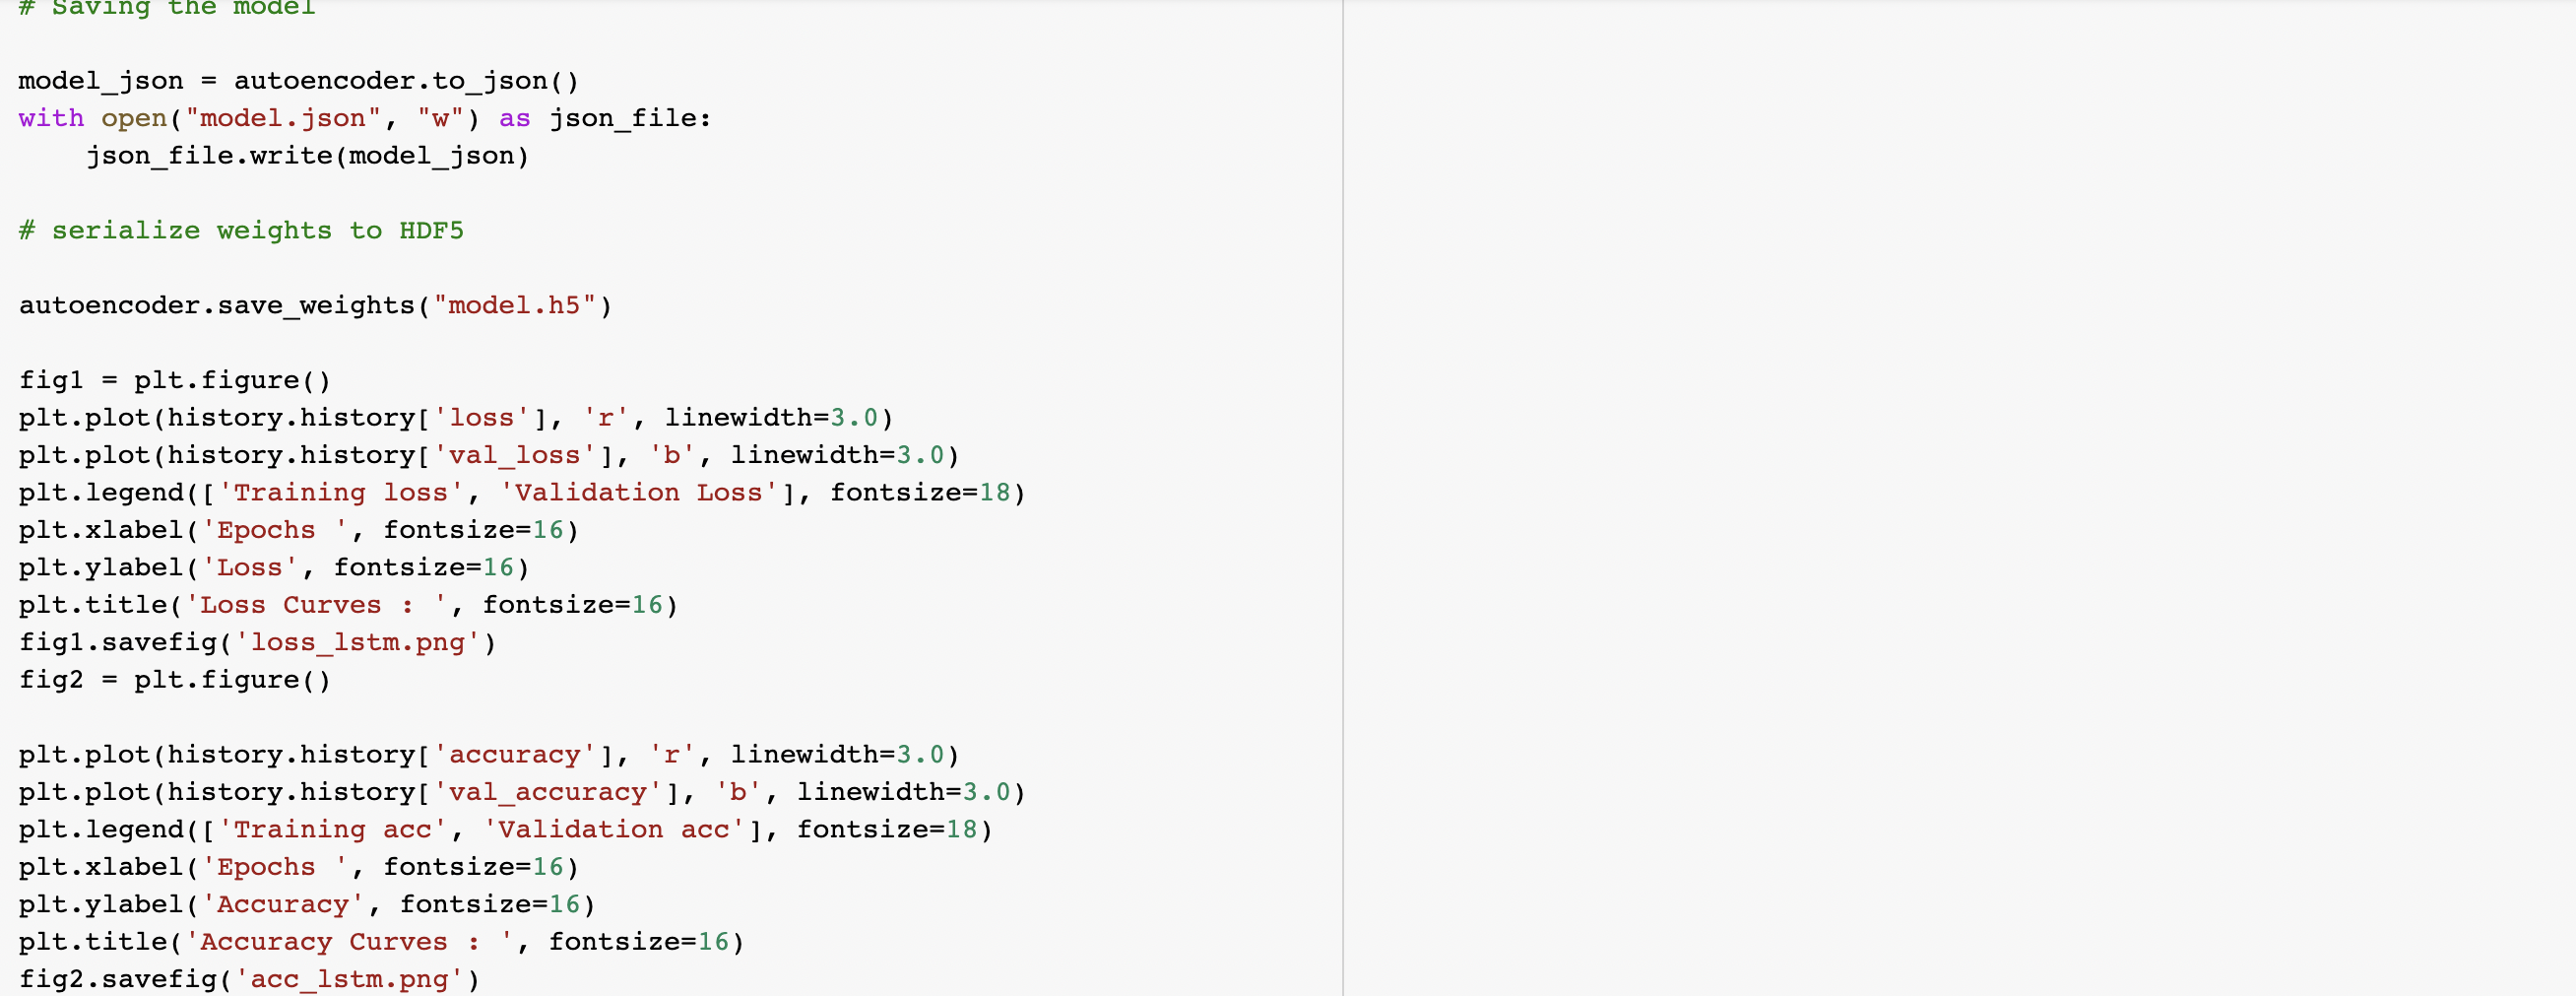 # Saving the model
model_json = autoencoder.to_json()
with open("model.json", "w") as json_file:
    json_file.write(model_json)
# serialize weights to HDF5
autoencoder.save_weights("model.h5")
fig1 = plt.figure()
plt.plot(history.history['loss'], 'r', linewidth=3.0)
plt.plot(history.history['val_loss'], 'b', linewidth=3.0)
plt.legend(['Training loss', 'Validation Loss'], fontsize=18)
plt.xlabel('Epochs ', fontsize=16)
plt.ylabel('Loss', fontsize=16)
plt.title('Loss Curves : ', fontsize=16)
fig1.savefig('loss_lstm.png')
fig2 = plt.figure()
plt.plot(history.history['accuracy'], 'r', linewidth=3.0)
plt.plot(history.history['val_accuracy'], 'b', linewidth=3.0)
plt.legend(['Training acc', 'Validation acc'], fontsize=18)
plt.xlabel('Epochs ', fontsize=16)
plt.ylabel('Accuracy', fontsize=16)
plt.title('Accuracy Curves : ', fontsize=16)
fig2.savefig('acc_lstm.png')